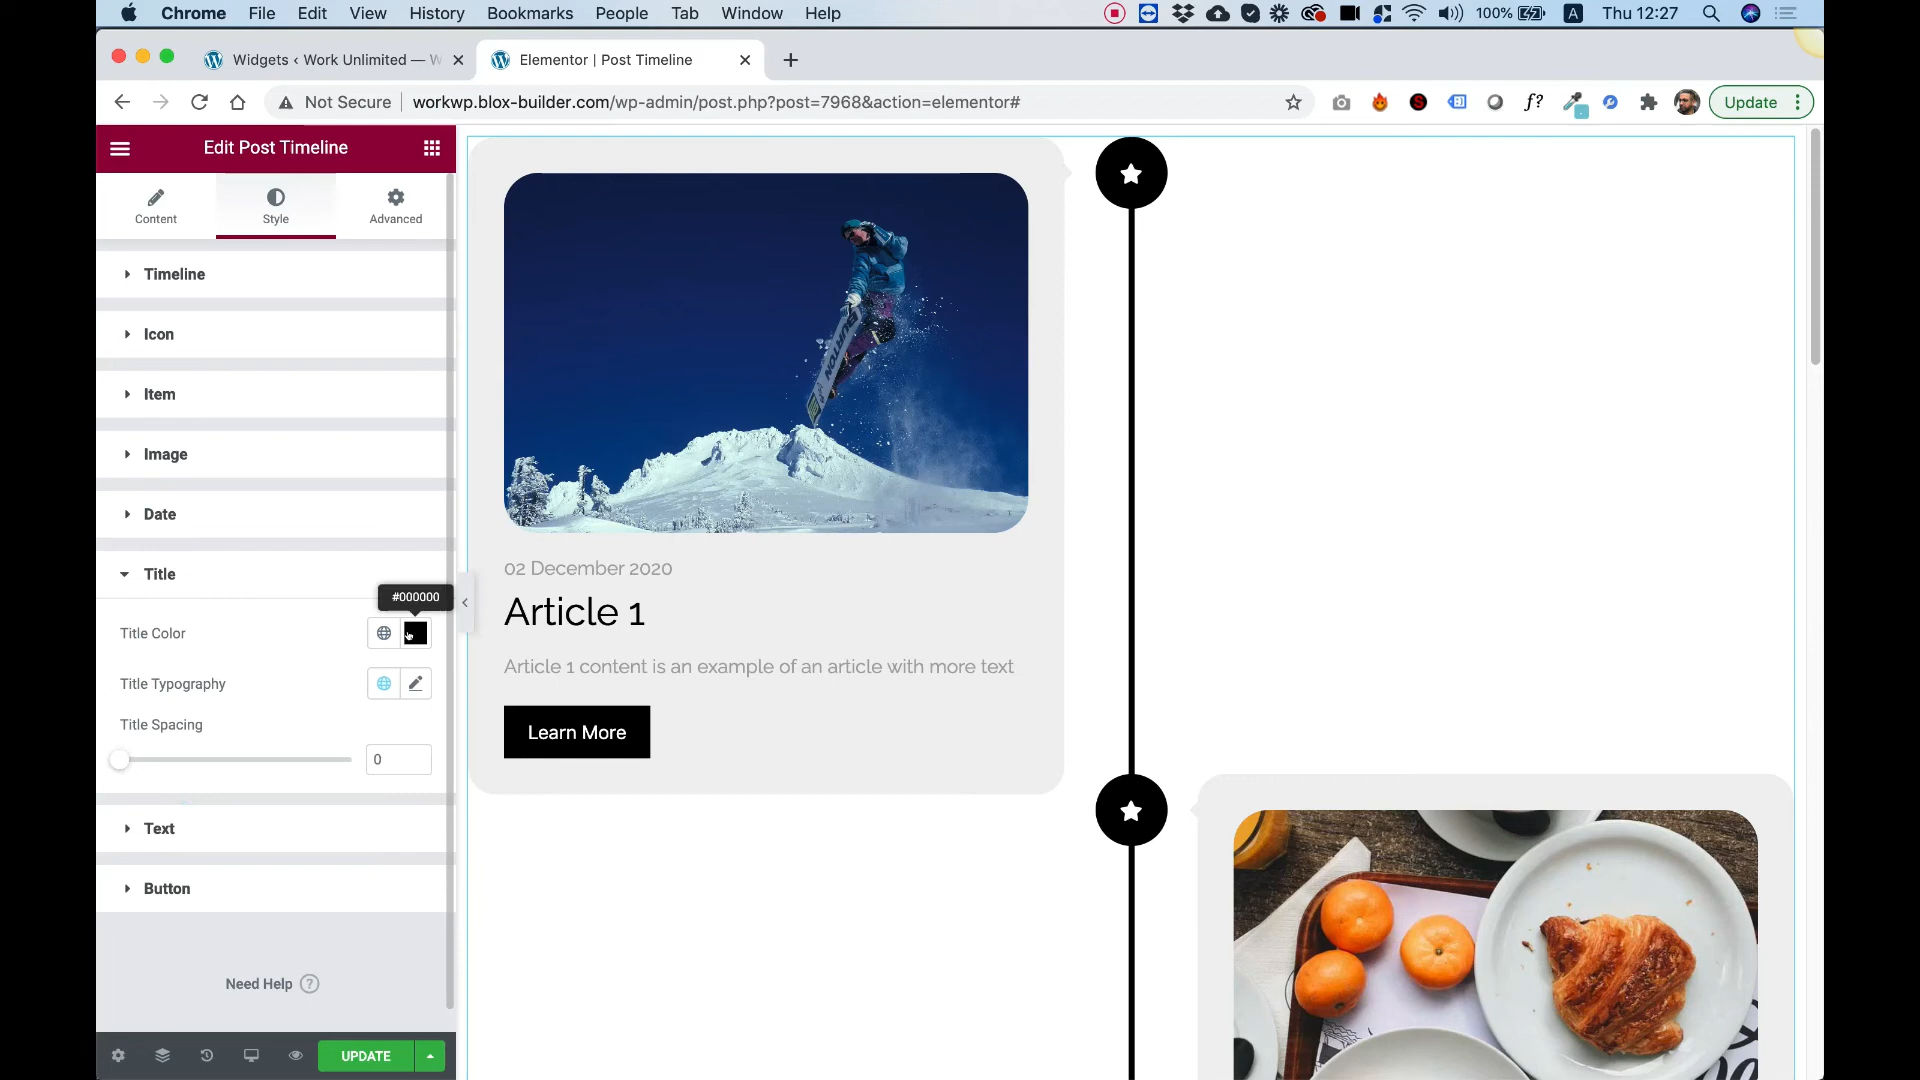 Chrome File Edit View History Bookmarks People Tab Window Help 100% A Thu 12:27
Widgets ‹ Work Unlimited — W Elementor | Post Timeline
Not Secure workwp.blox-builder.com/wp-admin/post.php?post=7968&action=elementor# S f? Update
Edit Post Timeline
Content Style Advanced
Timeline
Icon
Item
Image
Date
Title
#000000
Title Color
Title Typography
Title Spacing
0
Text
Button
Need Help ?
UPDATE
BURTON
02 December 2020
Article 1
Article 1 content is an example of an article with more text
Learn More